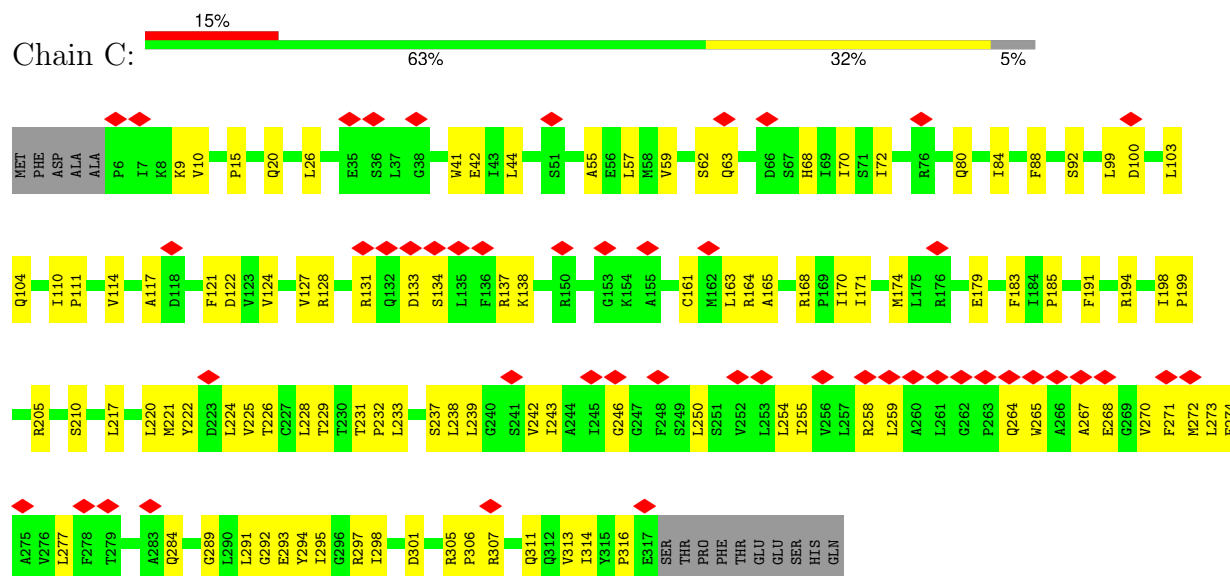 15%
Chain C:
63% 32% 5%
MET PHE ASP ALA ALA P6 I7 K8 K9 V10 P15 Q20 L26 E35 S36 L37 G38 W41 E42 I43 L44 S51 A55 E56 L57 M58 V59 S62 Q63 D66 S67 H68 I69 I70 S71 I72 R76 Q80 I84 F88 S92 L99 D100 L103
Q104 I110 P111 V114 A117 D118 F121 D122 V123 V124 V127 R128 R131 Q132 D133 S134 L135 F136 R137 K138 R150 G153 K154 A155 C161 M162 L163 R164 A165 R168 P169 I170 I171 M174 L175 R176 E179 F183 I184 P185 F191 R194 I198 P199
R205 S210 L217 L220 M221 Y222 D223 L224 V225 T226 C227 L228 T229 T230 T231 P232 L233 S237 L238 L239 G240 S241 V242 I243 A244 I245 G246 G247 F248 S249 L250 S251 V252 L253 L254 I255 V256 L257 R258 L259 A260 L261 G262 P263 Q264 W265 A266 A267 E268 G269 V270 F271 M272 L273
A275 V276 L277 F278 T279 A283 Q284 G289 L290 L291 G292 E293 Y294 I295 G296 R297 I298 D301 R305 P306 R307 Q311 Q312 V313 I314 Y315 P316 E317 SER THR PRO PHE THR GLU GLU SER HIS GLN